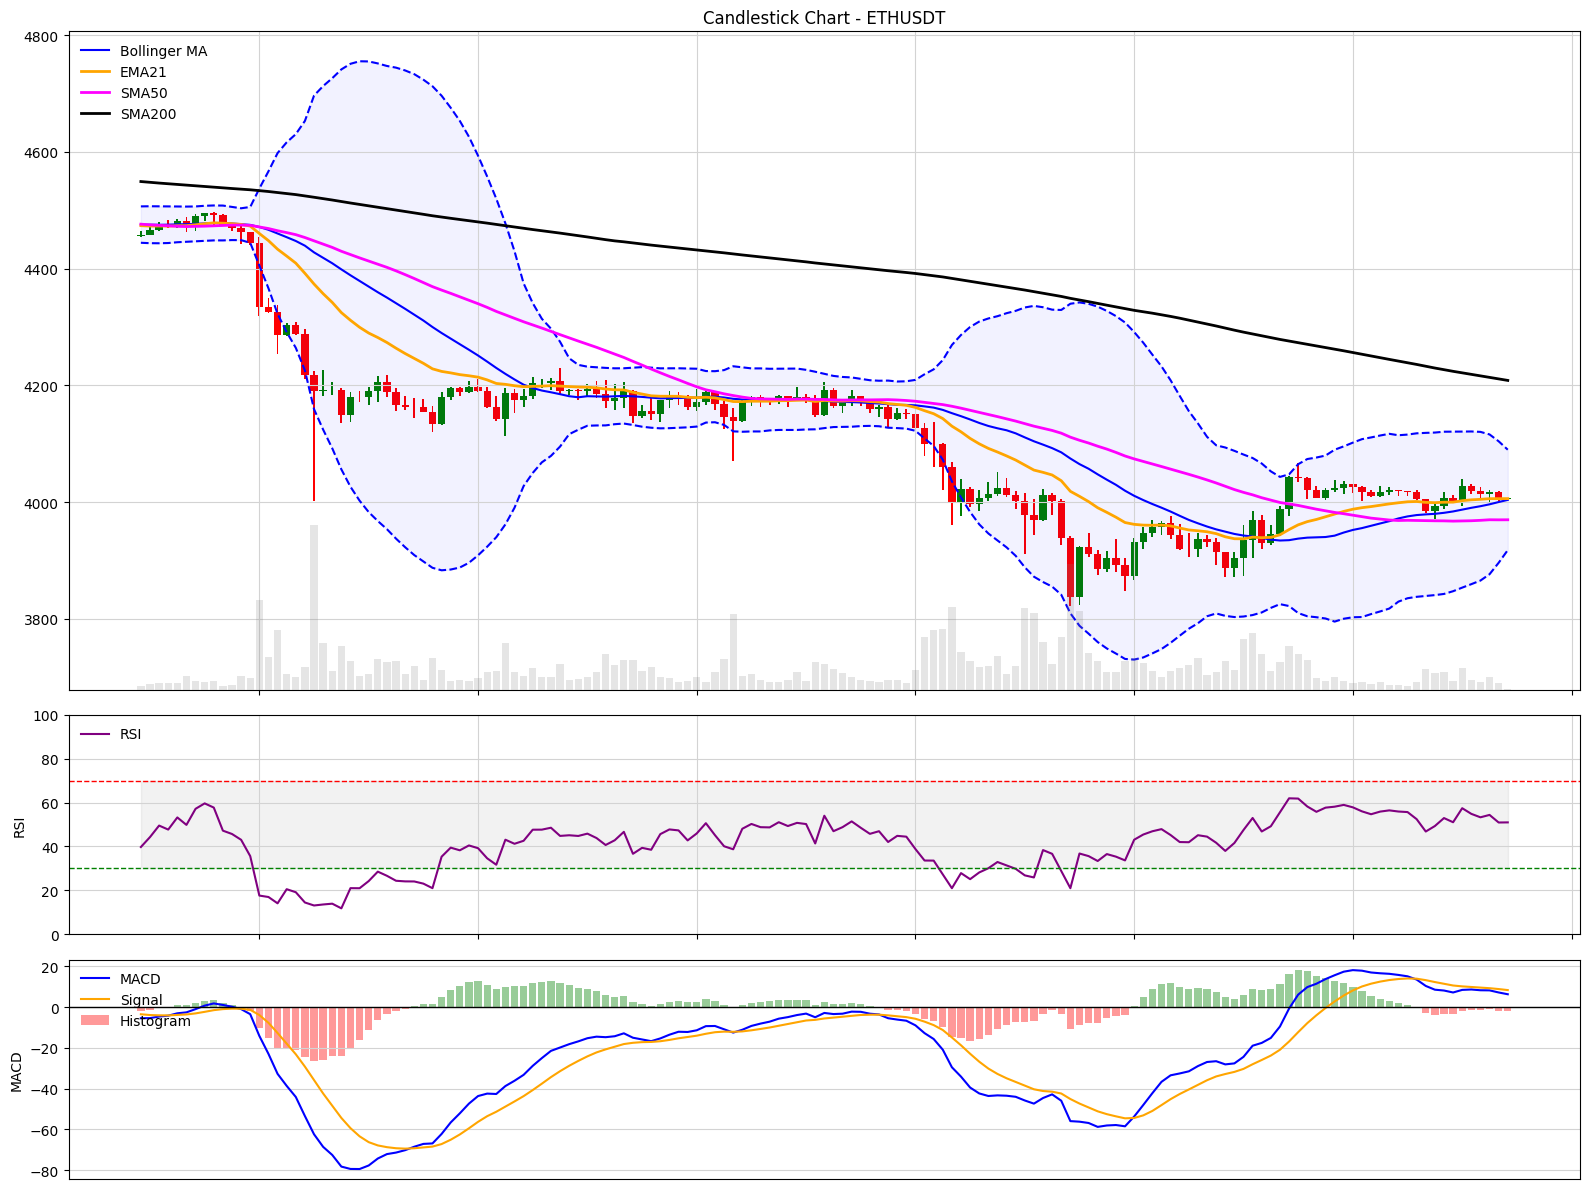 Candlestick Chart - ETHUSDT
4800
4600
4400
4200
4000
3800
Bollinger MA
EMA21
SMA50
SMA200
100
80
60
40
20
0
RSI
RSI
20
0
−20
−40
−60
−80
MACD
MACD
Signal
Histogram